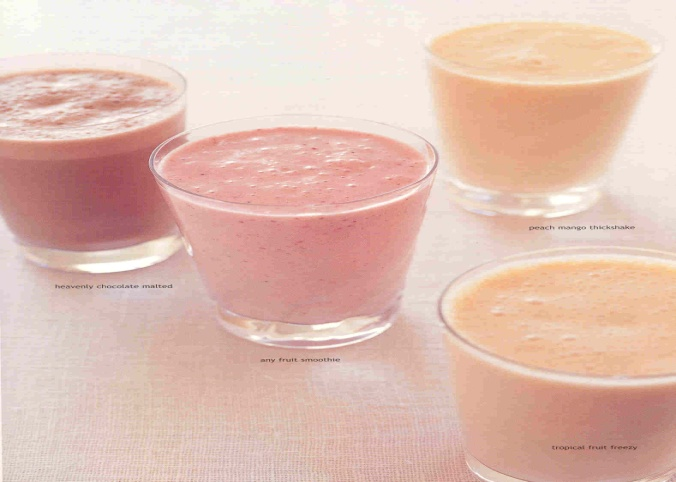 peach mango thickshake
heavenly chocolate malted
any fruit smoothie
tropical fruit freezy